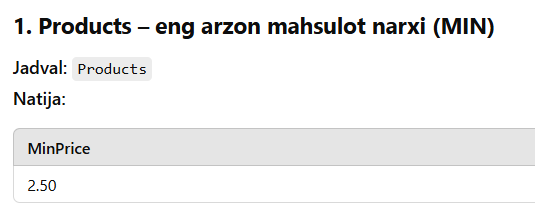 1. Products – eng arzon mahsulot narxi (MIN)
Jadval: Products
Natija:
MinPrice
2.50